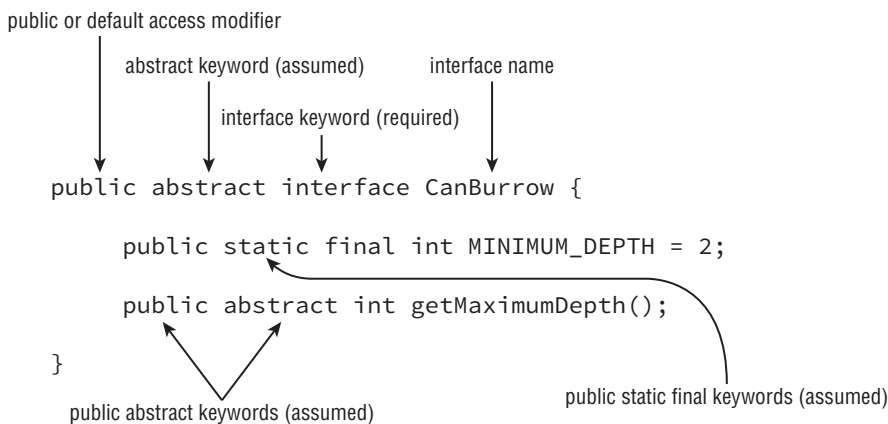 public or default access modifier
abstract keyword (assumed)
interface name
interface keyword (required)
public abstract interface CanBurrow {
public static final int MINIMUM_DEPTH = 2;
public abstract int getMaximumDepth();
}
public abstract keywords (assumed)
public static final keywords (assumed)